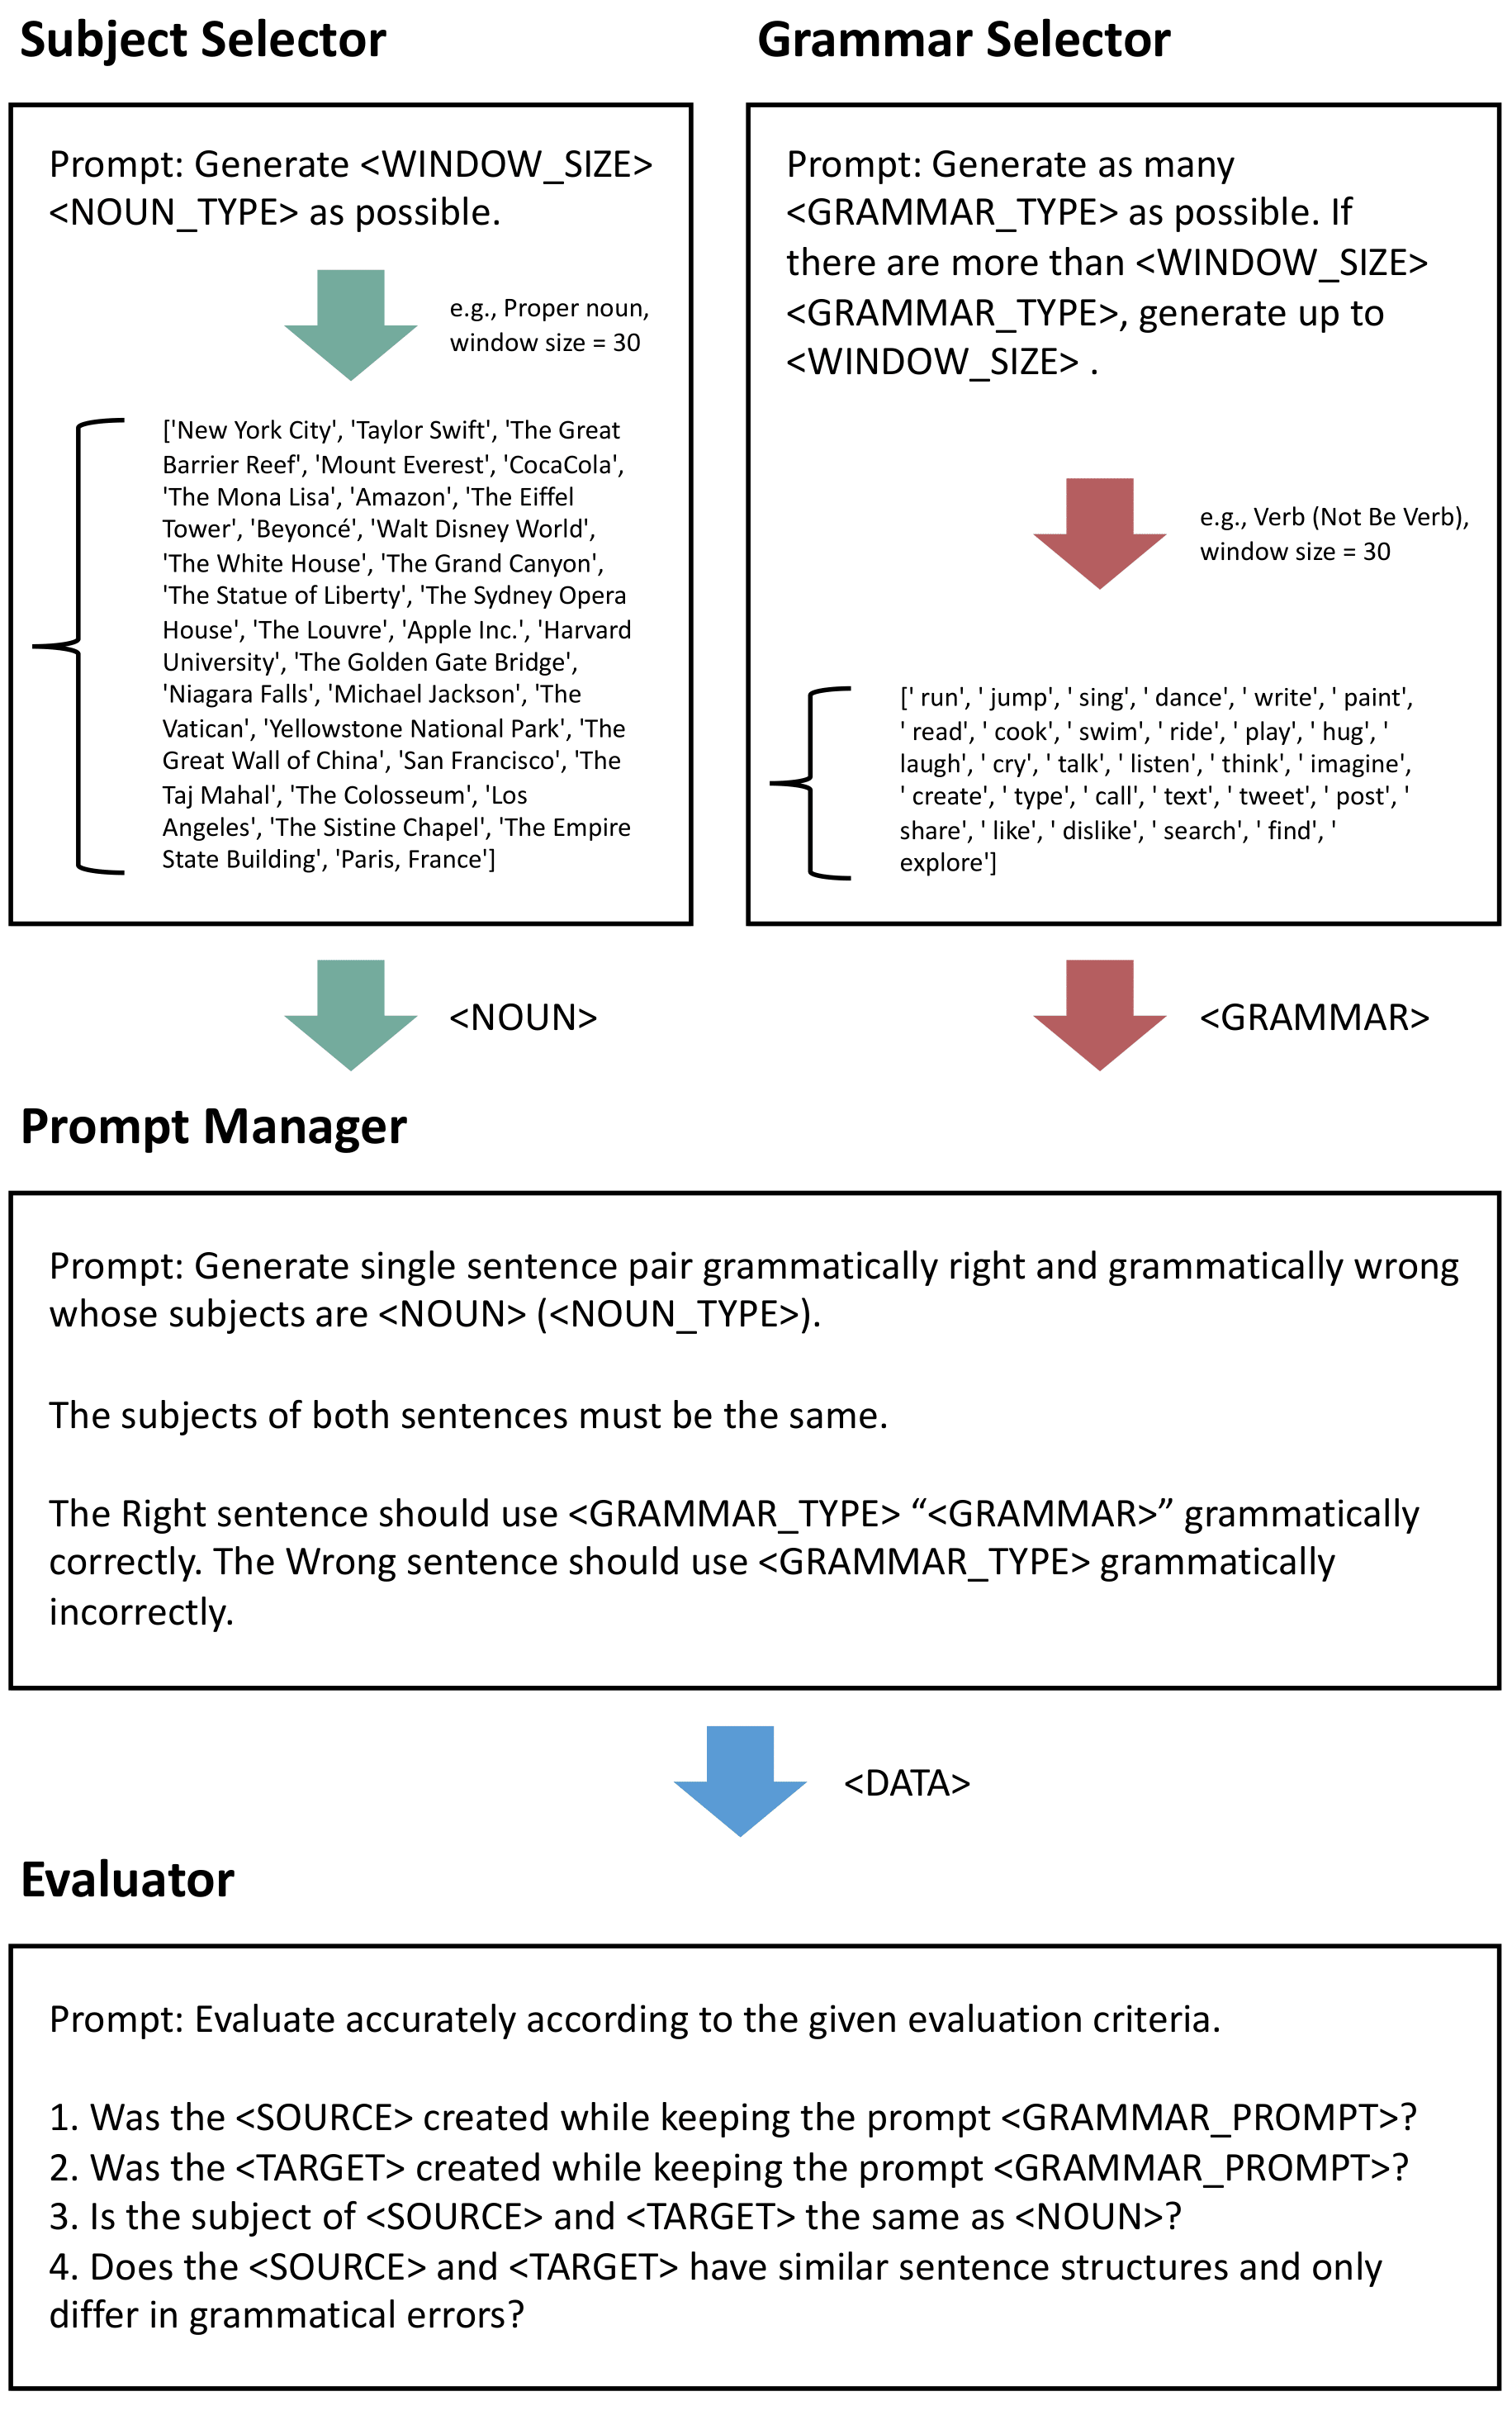 Subject Selector
Prompt: Generate <WINDOW_SIZE>
<NOUN_TYPE> as possible.
e.g., Proper noun,
window size = 30
['New York City', 'Taylor Swift', 'The Great
Barrier Reef', 'Mount Everest', 'CocaCola',
'The Mona Lisa', 'Amazon', 'The Eiffel
Tower', 'Beyoncé', 'Walt Disney World',
'The White House', 'The Grand Canyon',
'The Statue of Liberty', 'The Sydney Opera
House', 'The Louvre', 'Apple Inc.', 'Harvard
University', 'The Golden Gate Bridge',
'Niagara Falls', 'Michael Jackson', 'The
Vatican', 'Yellowstone National Park', 'The
Great Wall of China', 'San Francisco', 'The
Taj Mahal', 'The Colosseum', 'Los
Angeles', 'The Sistine Chapel', 'The Empire
State Building', 'Paris, France']
<NOUN>
Grammar Selector
Prompt: Generate as many
<GRAMMAR_TYPE> as possible. If
there are more than <WINDOW_SIZE>
<GRAMMAR_TYPE>, generate up to
<WINDOW_SIZE> .
e.g., Verb (Not Be Verb),
window size = 30
[' run', ' jump', ' sing', ' dance', ' write', ' paint',
' read', ' cook', ' swim', ' ride', ' play', ' hug', '
laugh', ' cry', ' talk', ' listen', ' think', ' imagine',
' create', ' type', ' call', ' text', ' tweet', ' post', '
share', ' like', ' dislike', ' search', ' find', '
explore']
<GRAMMAR>
Prompt Manager
Prompt: Generate single sentence pair grammatically right and grammatically wrong
whose subjects are <NOUN> (<NOUN_TYPE>).
The subjects of both sentences must be the same.
The Right sentence should use <GRAMMAR_TYPE> “<GRAMMAR>” grammatically
correctly. The Wrong sentence should use <GRAMMAR_TYPE> grammatically
incorrectly.
<DATA>
Evaluator
Prompt: Evaluate accurately according to the given evaluation criteria.
1. Was the <SOURCE> created while keeping the prompt <GRAMMAR_PROMPT>?
2. Was the <TARGET> created while keeping the prompt <GRAMMAR_PROMPT>?
3. Is the subject of <SOURCE> and <TARGET> the same as <NOUN>?
4. Does the <SOURCE> and <TARGET> have similar sentence structures and only
differ in grammatical errors?